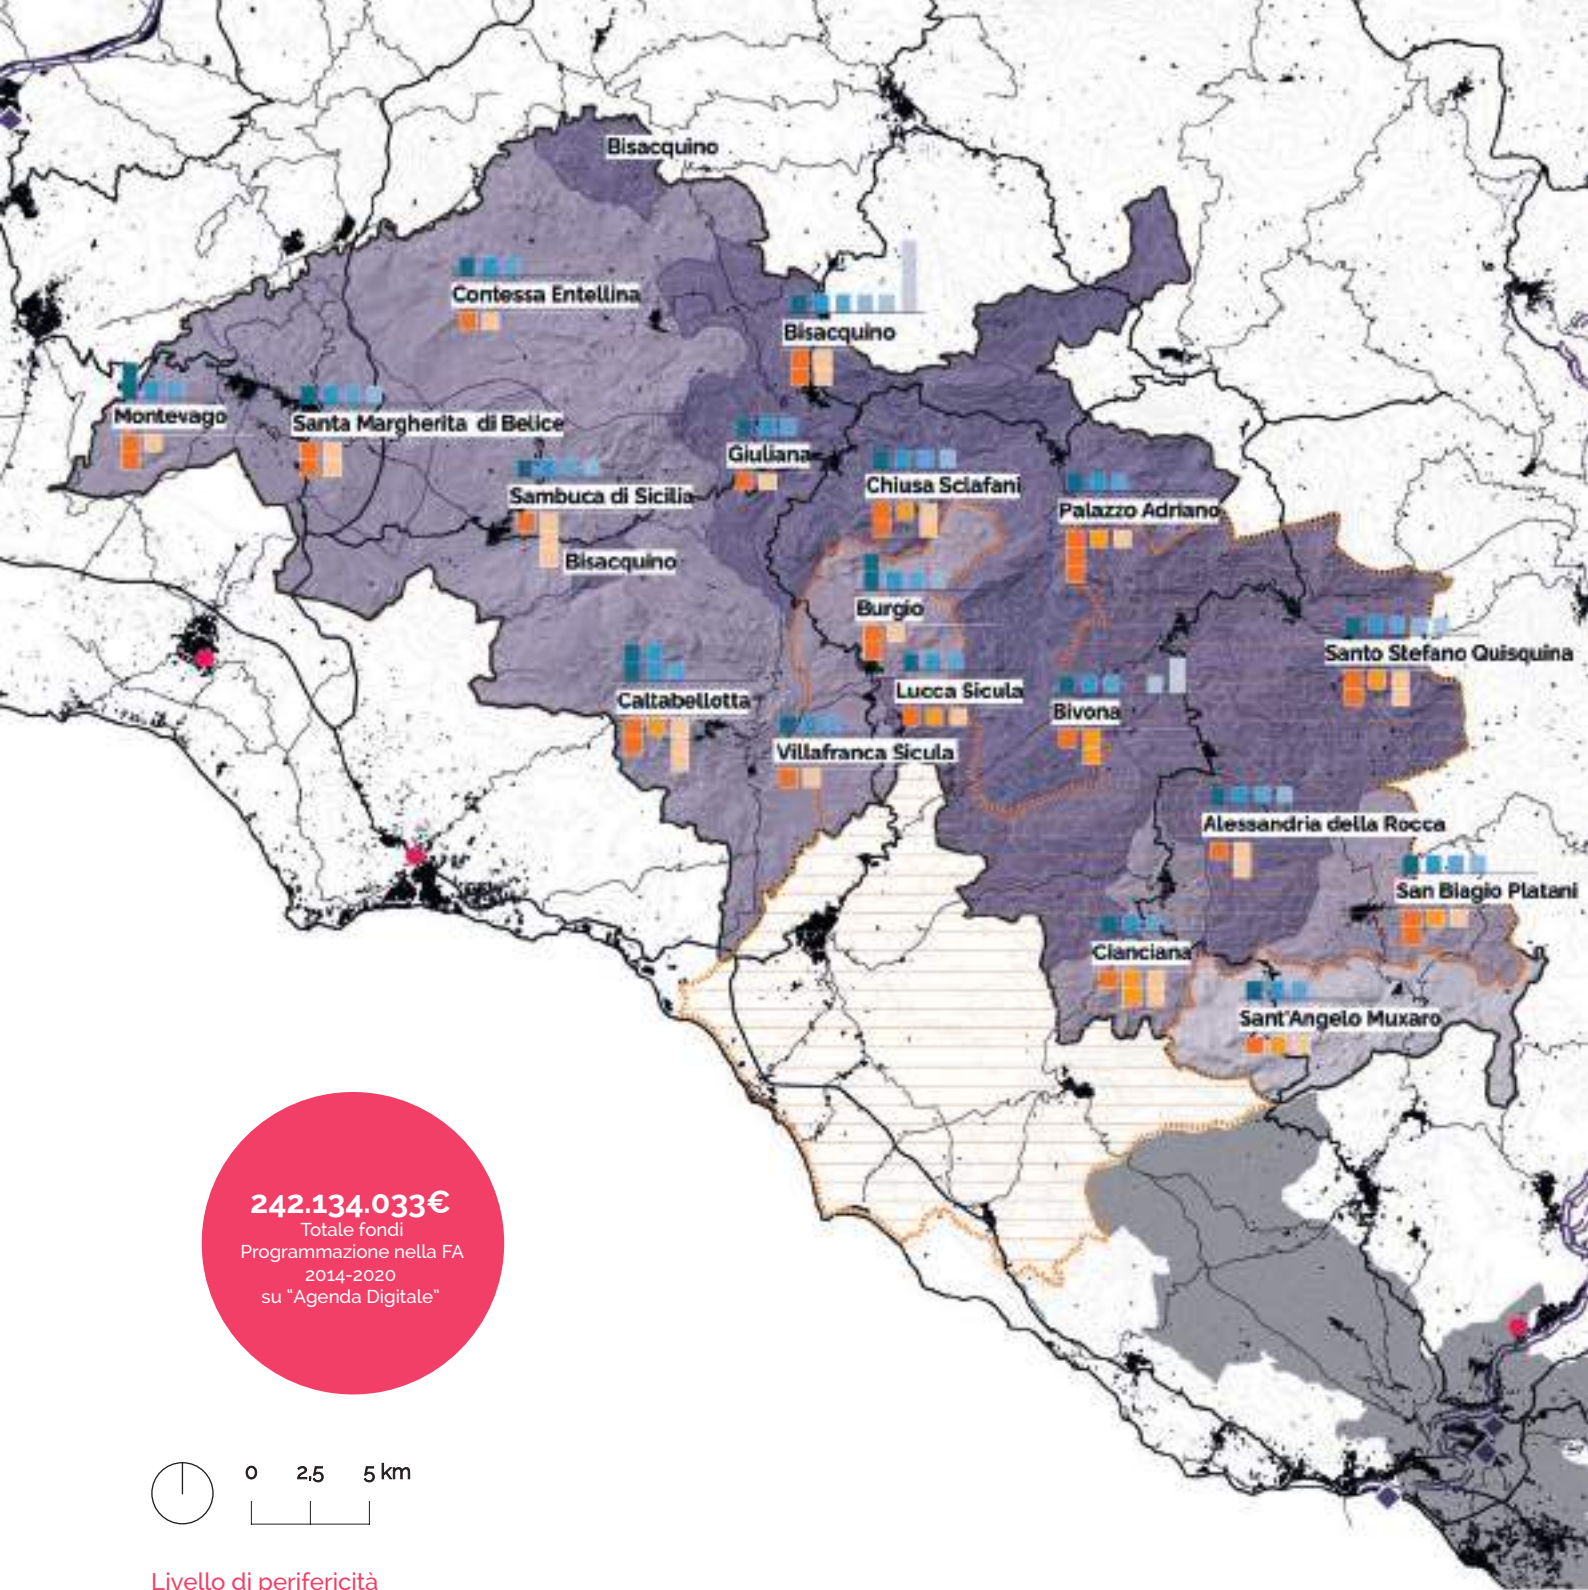 Bisacquino
Contessa Entellina
Bisacquino
Montevago
Santa Margherita di Belice
Giuliana
Chiusa Sclafani
Sambuca di Sicilia
Palazzo Adriano
Bisacquino
Burgio
Santo Stefano Quisquina
Lucca Sicula
Caltabellotta
Bivona
Villafranca Sicula
Alessandria della Rocca
San Biagio Platani
Cianciana
Sant'Angelo Muxaro
242.134.033€
Totale fondi
Programmazione nella FA
2014-2020
su “Agenda Digitale”
0 2,5 5 km
Livello di perifericità